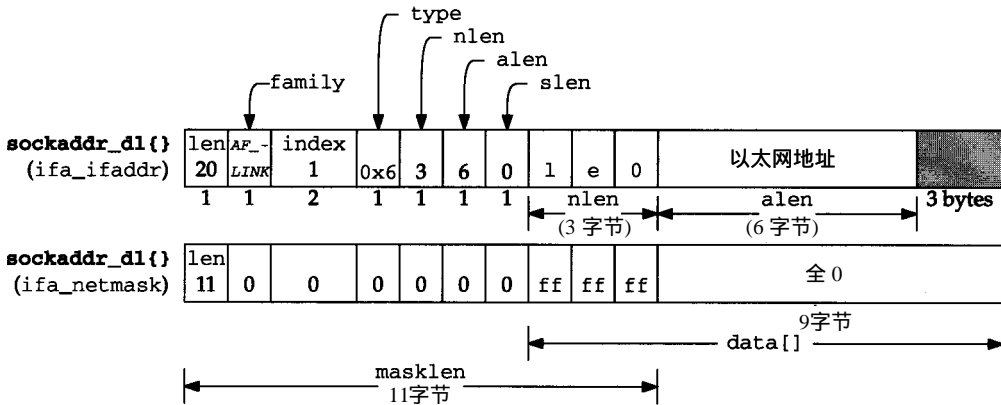 type
nlen
alen
slen
family
sockaddr_dl{}
(ifa_ifaddr)
len AF_- index
20 LINK 1 0x6 3 6 0 l e 0 以太网地址
1 1 2 1 1 1 1 nlen alen 3 bytes
(3 字节) (6 字节)
sockaddr_dl{}
(ifa_netmask)
len
11 0 0 0 0 0 0 ff ff ff 全 0
9字节
data[]
masklen
11字节